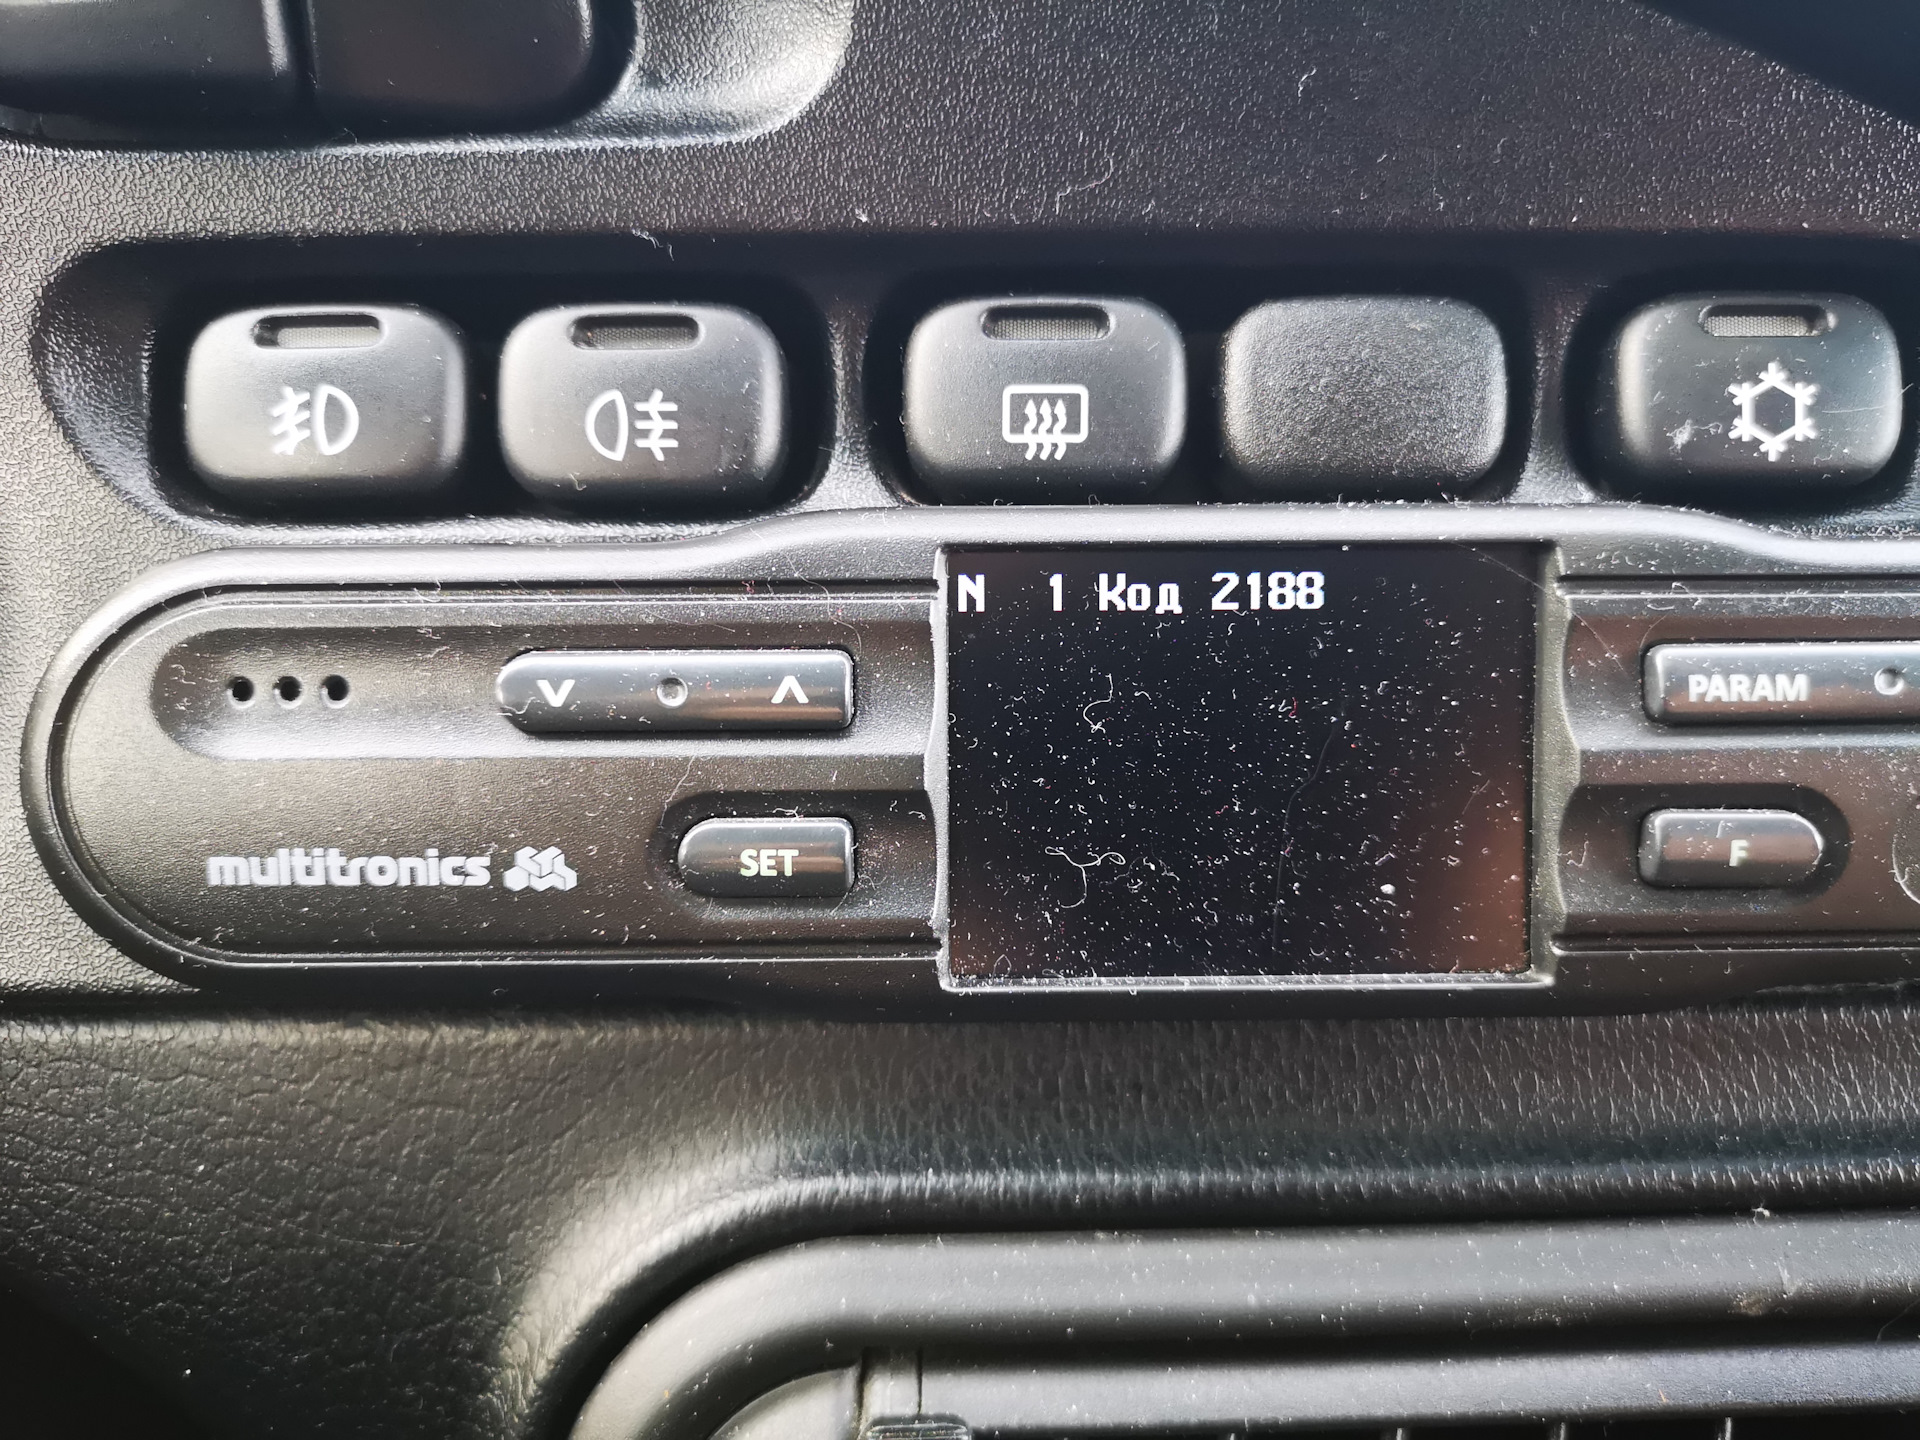 N 1 Код 2188
PARAM
multitronics
SET
F